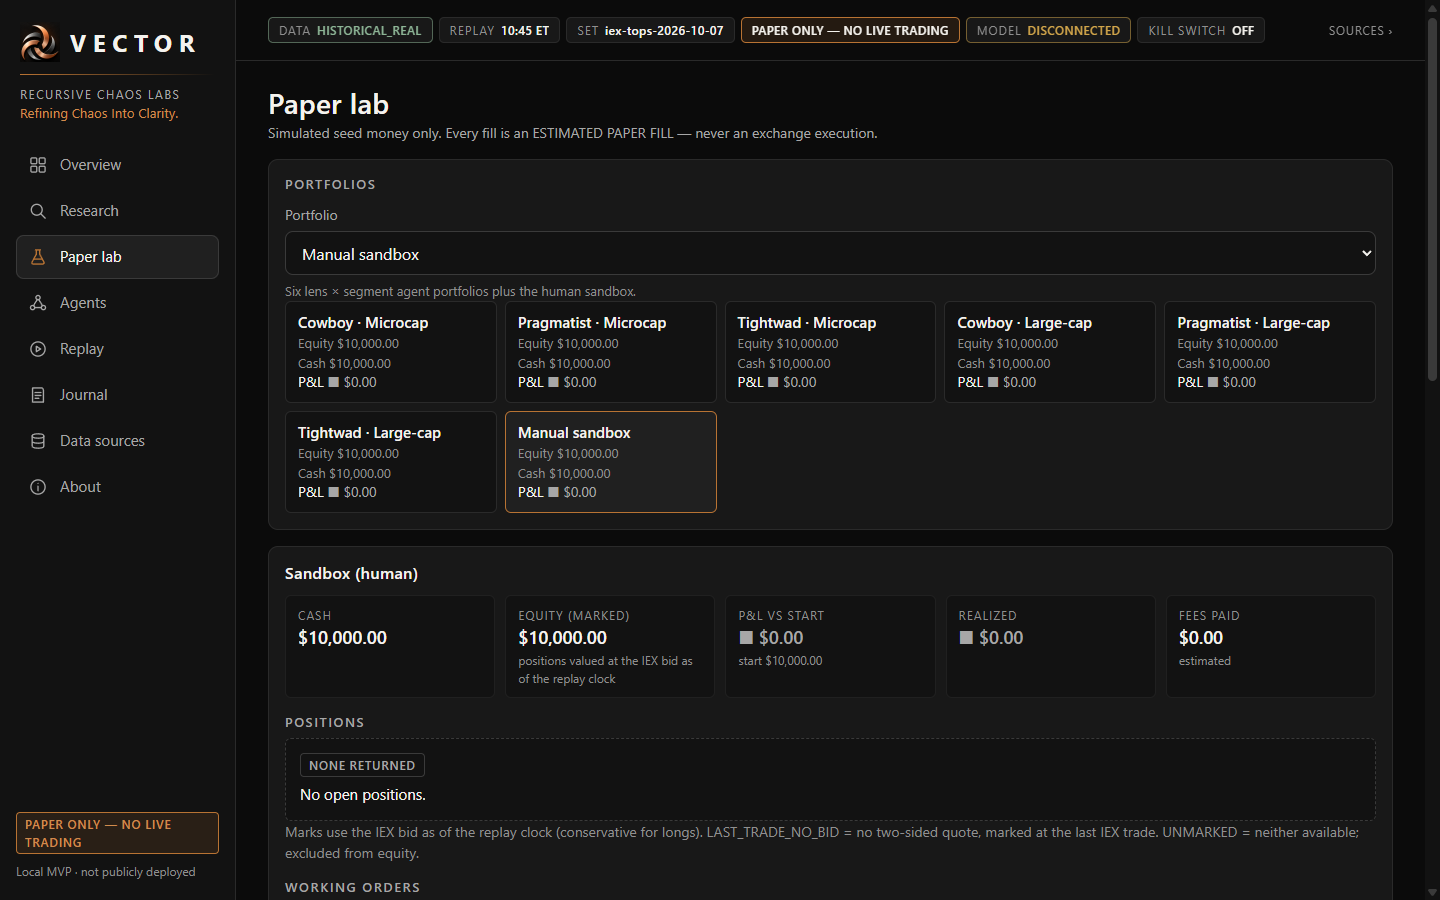 VECTOR
RECURSIVE CHAOS LABS
Refining Chaos Into Clarity.
Overview
Research
Paper lab
Agents
Replay
Journal
Data sources
About
PAPER ONLY — NO LIVE
TRADING
Local MVP · not publicly deployed
DATA HISTORICAL_REAL
REPLAY 10:45 ET
SET iex-tops-2026-10-07
PAPER ONLY — NO LIVE TRADING
MODEL DISCONNECTED
KILL SWITCH OFF
SOURCES ›
Paper lab
Simulated seed money only. Every fill is an ESTIMATED PAPER FILL — never an exchange execution.
PORTFOLIOS
Portfolio
Manual sandbox
Six lens × segment agent portfolios plus the human sandbox.
Cowboy · Microcap
Equity $10,000.00
Cash $10,000.00
P&L ■ $0.00
Pragmatist · Microcap
Equity $10,000.00
Cash $10,000.00
P&L ■ $0.00
Tightwad · Microcap
Equity $10,000.00
Cash $10,000.00
P&L ■ $0.00
Cowboy · Large-cap
Equity $10,000.00
Cash $10,000.00
P&L ■ $0.00
Pragmatist · Large-cap
Equity $10,000.00
Cash $10,000.00
P&L ■ $0.00
Tightwad · Large-cap
Equity $10,000.00
Cash $10,000.00
P&L ■ $0.00
Manual sandbox
Equity $10,000.00
Cash $10,000.00
P&L ■ $0.00
Sandbox (human)
CASH
$10,000.00
EQUITY (MARKED)
$10,000.00
positions valued at the IEX bid as
of the replay clock
P&L VS START
■ $0.00
start $10,000.00
REALIZED
■ $0.00
FEES PAID
$0.00
estimated
POSITIONS
NONE RETURNED
No open positions.
Marks use the IEX bid as of the replay clock (conservative for longs). LAST_TRADE_NO_BID = no two-sided quote, marked at the last IEX trade. UNMARKED = neither available;
excluded from equity.
WORKING ORDERS